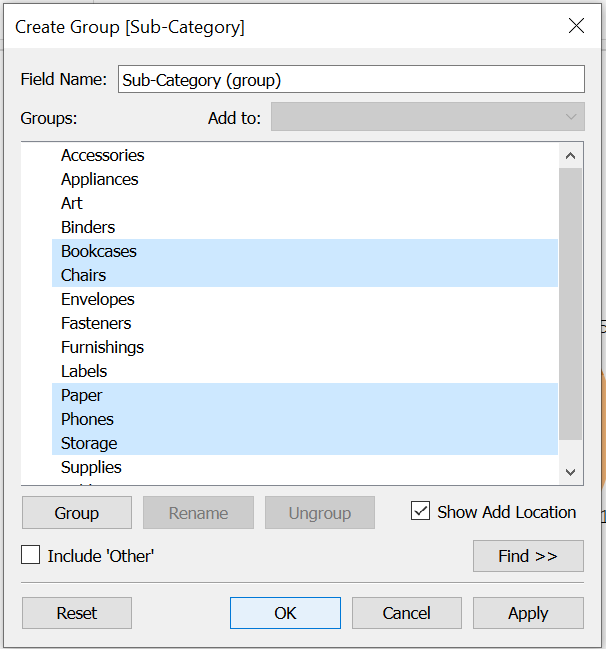 Create Group [Sub-Category]
Field Name: Sub-Category (group)
Groups: Add to:
Accessories
Appliances
Art
Binders
Bookcases
Chairs
Envelopes
Fasteners
Furnishings
Labels
Paper
Phones
Storage
Supplies
Group Rename Ungroup Show Add Location
Include 'Other' Find >>
Reset OK Cancel Apply